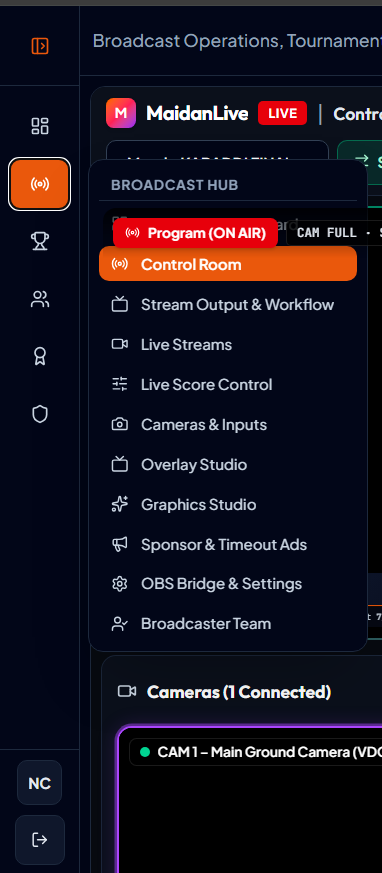 Broadcast Operations, Tournament
M MaidanLive LIVE | Contro
BROADCAST HUB
Program (ON AIR) CAM FULL ·
Control Room
Stream Output & Workflow
Live Streams
Live Score Control
Cameras & Inputs
Overlay Studio
Graphics Studio
Sponsor & Timeout Ads
OBS Bridge & Settings
Broadcaster Team
Cameras (1 Connected)
CAM 1 – Main Ground Camera (VDO
NC